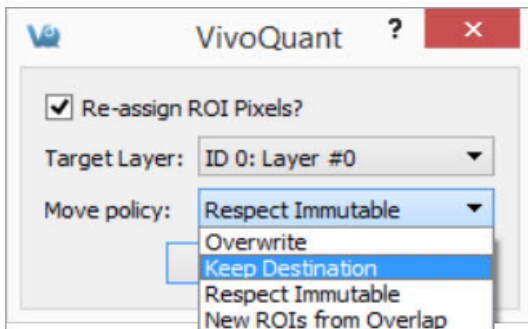 VivoQuant ?
Re-assign ROI Pixels?
Target Layer: ID 0: Layer #0
Move policy: Respect Immutable
Overwrite
Keep Destination
Respect Immutable
New ROIs from Overlap